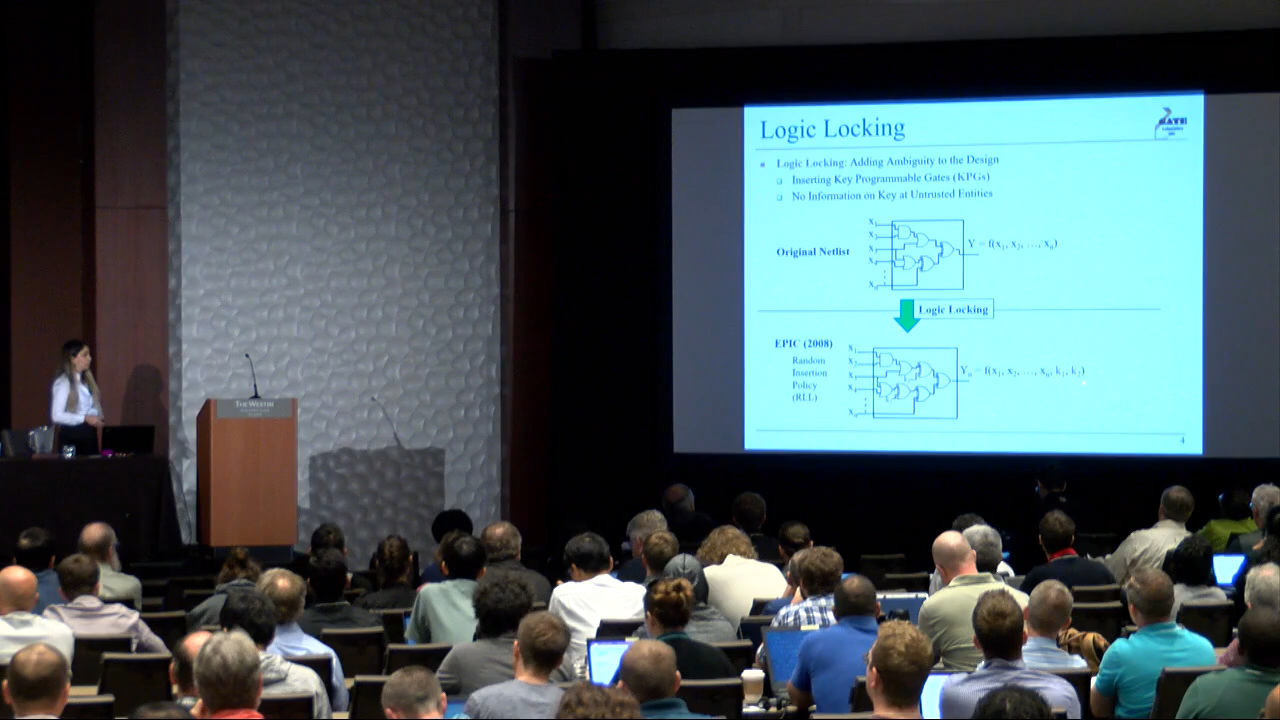 THE WESTIN
Logic Locking
Logic Locking: Adding Ambiguity to the Design
Inserting Key Programmable Gates (KPGs)
No Information on Key at Untrusted Entities
Original Netlist
Y = f(x₁, x₂, …, xₙ)
Logic Locking
EPIC (2008)
Random
Insertion
Policy
(RLL)
4